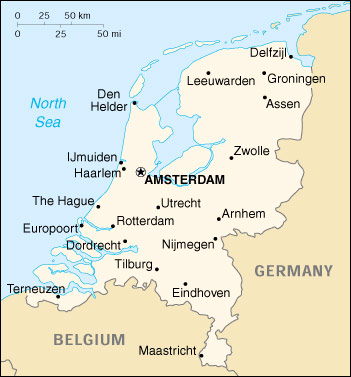 0 25 50 km
0 25 50 mi
Delfzijl
Leeuwarden
Groningen
Den
Helder
Assen
North
Sea
IJmuiden
Haarlem
Zwolle
AMSTERDAM
The Hague
Utrecht
Arnhem
Europoort
Rotterdam
Dordrecht
Nijmegen
Tilburg
GERMANY
Terneuzen
Eindhoven
BELGIUM
Maastricht